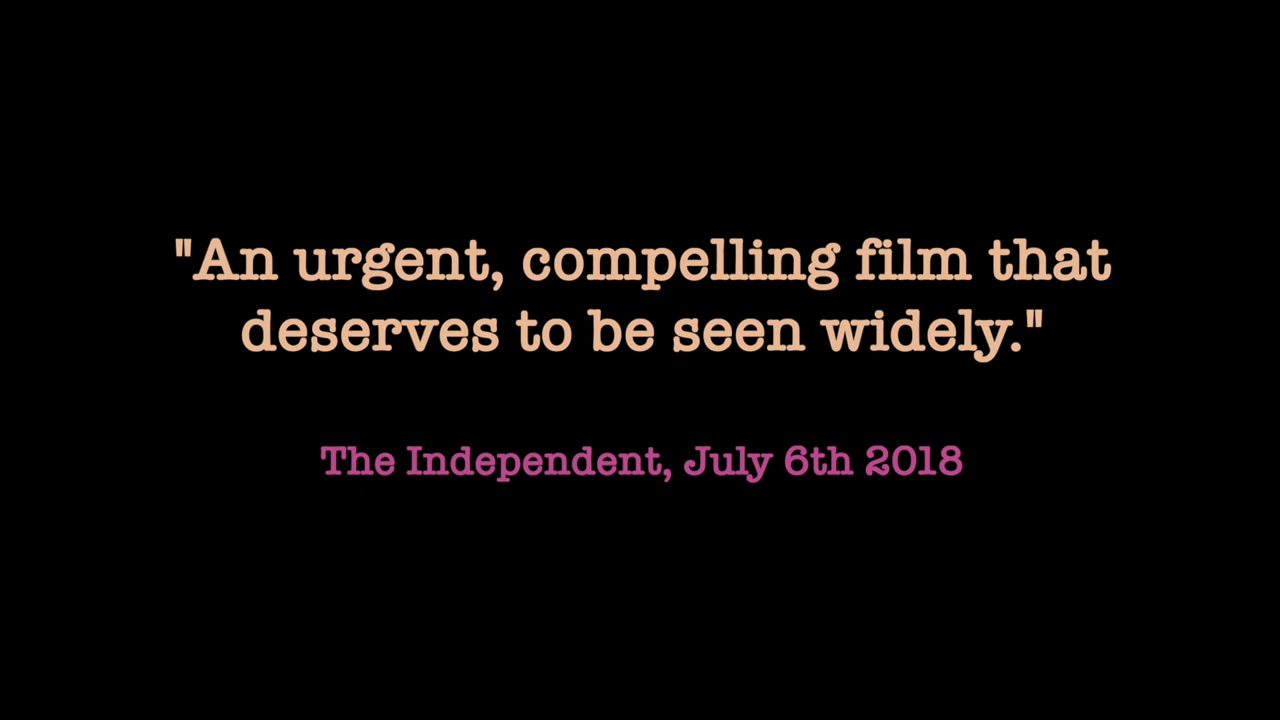 "An urgent, compelling film that
deserves to be seen widely."
The Independent, July 6th 2018